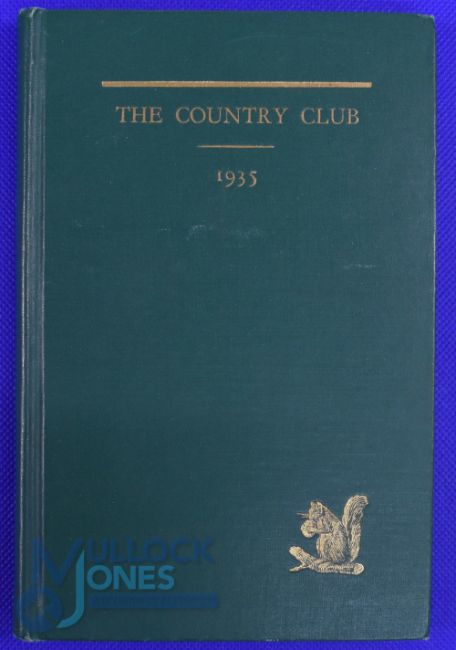 THE COUNTRY CLUB
1935
MULLOCK
JONES